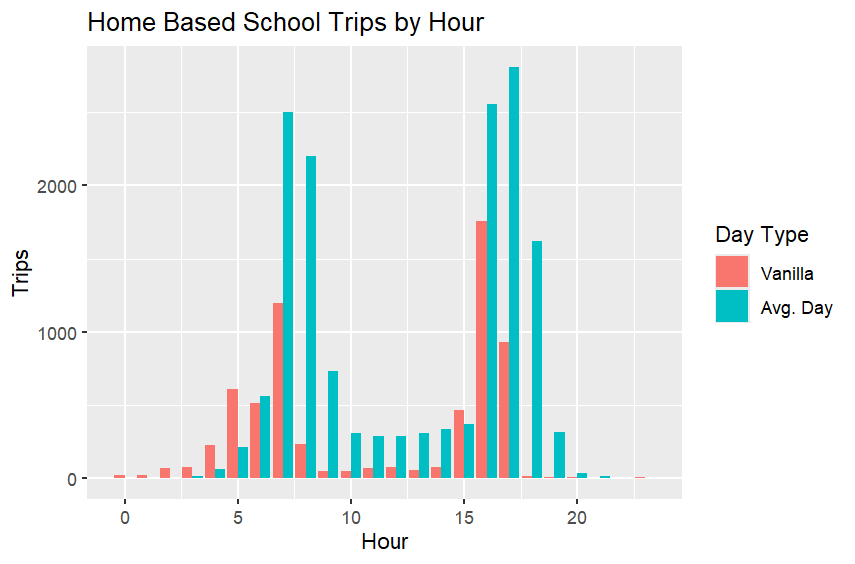 Home Based School Trips by Hour
Trips
2000
1000
0
0 5 10 15 20
Hour
Day Type
Vanilla
Avg. Day